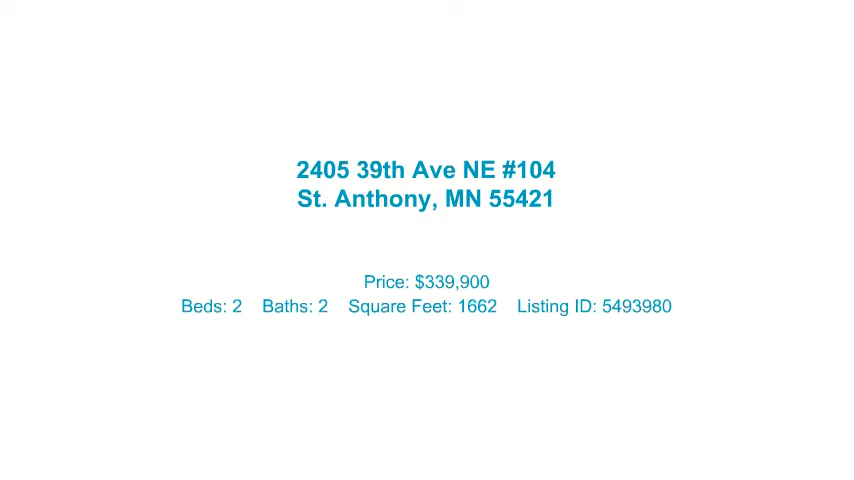 2405 39th Ave NE #104
St. Anthony, MN 55421
Price: $339,900
Beds: 2    Baths: 2    Square Feet: 1662    Listing ID: 5493980